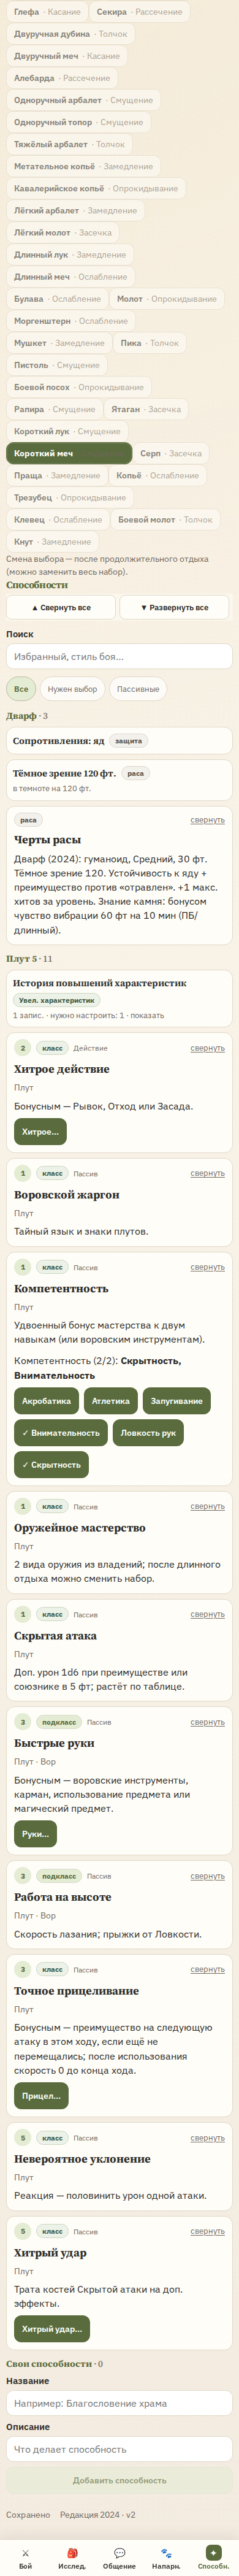 Глефа · Касание Секира · Рассечение
Двуручная дубина · Толчок
Двуручный меч · Касание
Алебарда · Рассечение
Одноручный арбалет · Смущение
Одноручный топор · Смущение
Тяжёлый арбалет · Толчок
Метательное копьё · Замедление
Кавалерийское копьё · Опрокидывание
Лёгкий арбалет · Замедление
Лёгкий молот · Засечка
Длинный лук · Замедление
Длинный меч · Ослабление
Булава · Ослабление Молот · Опрокидывание
Моргенштерн · Ослабление
Мушкет · Замедление Пика · Толчок
Пистоль · Смущение
Боевой посох · Опрокидывание
Рапира · Смущение Ятаган · Засечка
Короткий лук · Смущение
Короткий меч Серп · Засечка
Праща · Замедление Копьё · Ослабление
Трезубец · Опрокидывание
Клевец · Ослабление Боевой молот · Толчок
Кнут · Замедление
Смена выбора — после продолжительного отдыха
(можно заменить весь набор).
Способности
▲ Свернуть все ▼ Развернуть все
Поиск
Избранный, стиль боя…
Все Нужен выбор Пассивные
Дварф · 3
Сопротивления: яд защита
Тёмное зрение 120 фт. раса
в темноте на 120 фт.
раса свернуть
Черты расы
Дварф (2024): гуманоид, Средний, 30 фт.
Тёмное зрение 120. Устойчивость к яду +
преимущество против «отравлен». +1 макс.
хитов за уровень. Знание камня: бонусом
чувство вибрации 60 фт на 10 мин (ПБ/
длинный).
Плут 5 · 11
История повышений характеристик
Увел. характеристик
1 запис. · нужно настроить: 1 · показать
2 класс Действие свернуть
Хитрое действие
Плут
Бонусным — Рывок, Отход или Засада.
Хитрое…
1 класс Пассив свернуть
Воровской жаргон
Плут
Тайный язык и знаки плутов.
1 класс Пассив свернуть
Компетентность
Плут
Удвоенный бонус мастерства к двум
навыкам (или воровским инструментам).
Компетентность (2/2): Скрытность,
Внимательность
Акробатика Атлетика Запугивание
✓ Внимательность Ловкость рук
✓ Скрытность
1 класс Пассив свернуть
Оружейное мастерство
Плут
2 вида оружия из владений; после длинного
отдыха можно сменить набор.
1 класс Пассив свернуть
Скрытая атака
Плут
Доп. урон 1d6 при преимуществе или
союзнике в 5 фт; растёт по таблице.
3 подкласс Пассив свернуть
Быстрые руки
Плут · Вор
Бонусным — воровские инструменты,
карман, использование предмета или
магический предмет.
Руки…
3 подкласс Пассив свернуть
Работа на высоте
Плут · Вор
Скорость лазания; прыжки от Ловкости.
3 класс Пассив свернуть
Точное прицеливание
Плут
Бонусным — преимущество на следующую
атаку в этом ходу, если ещё не
перемещались; после использования
скорость 0 до конца хода.
Прицел…
5 класс Пассив свернуть
Невероятное уклонение
Плут
Реакция — половинить урон одной атаки.
5 класс Пассив свернуть
Хитрый удар
Плут
Трата костей Скрытой атаки на доп.
эффекты.
Хитрый удар…
Свои способности · 0
Название
Например: Благословение храма
Описание
Что делает способность
Добавить способность
Сохранено Редакция 2024 · v2
Бой Исслед. Общение Напарн. Способн.